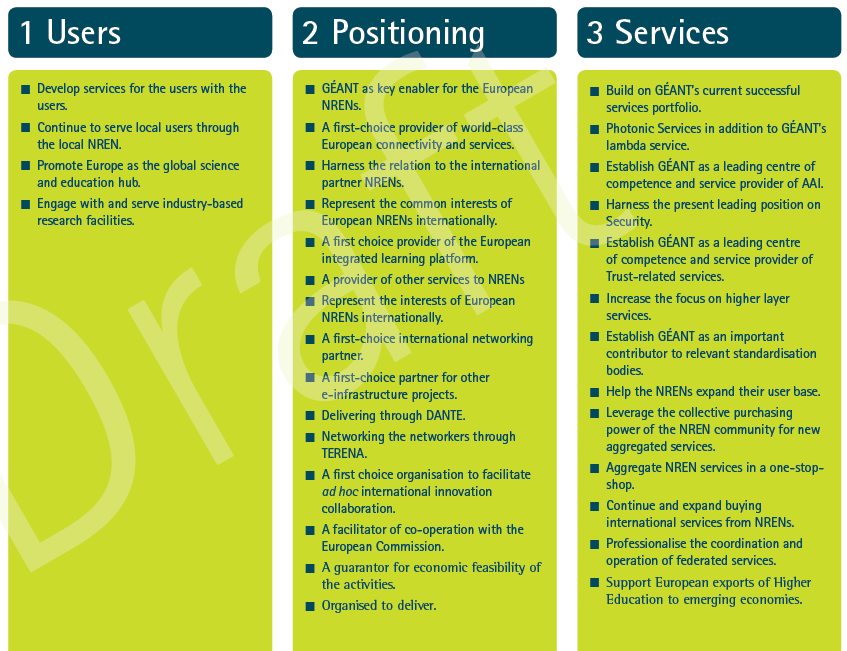 1 Users
Develop services for the users with the
users.
Continue to serve local users through
the local NREN.
Promote Europe as the global science
and education hub.
Engage with and serve industry-based
research facilities.
2 Positioning
GÉANT as key enabler for the European
NRENs.
A first-choice provider of world-class
European connectivity and services.
Harness the relation to the international
partner NRENs.
Represent the common interests of
European NRENs internationally.
A first choice provider of the European
integrated learning platform.
A provider of other services to NRENs
Represent the interests of European
NRENs internationally.
A first-choice international networking
partner.
A first-choice partner for other
e-infrastructure projects.
Delivering through DANTE.
Networking the networkers through
TERENA.
A first choice organisation to facilitate
ad hoc international innovation
collaboration.
A facilitator of co-operation with the
European Commission.
A guarantor for economic feasibility of
the activities.
Organised to deliver.
3 Services
Build on GÉANT's current successful
services portfolio.
Photonic Services in addition to GÉANT's
lambda service.
Establish GÉANT as a leading centre of
competence and service provider of AAI.
Harness the present leading position on
Security.
Establish GÉANT as a leading centre
of competence and service provider of
Trust-related services.
Increase the focus on higher layer
services.
Establish GÉANT as an important
contributor to relevant standardisation
bodies.
Help the NRENs expand their user base.
Leverage the collective purchasing
power of the NREN community for new
aggregated services.
Aggregate NREN services in a one-stop-
shop.
Continue and expand buying
international services from NRENs.
Professionalise the coordination and
operation of federated services.
Support European exports of Higher
Education to emerging economies.
Draft